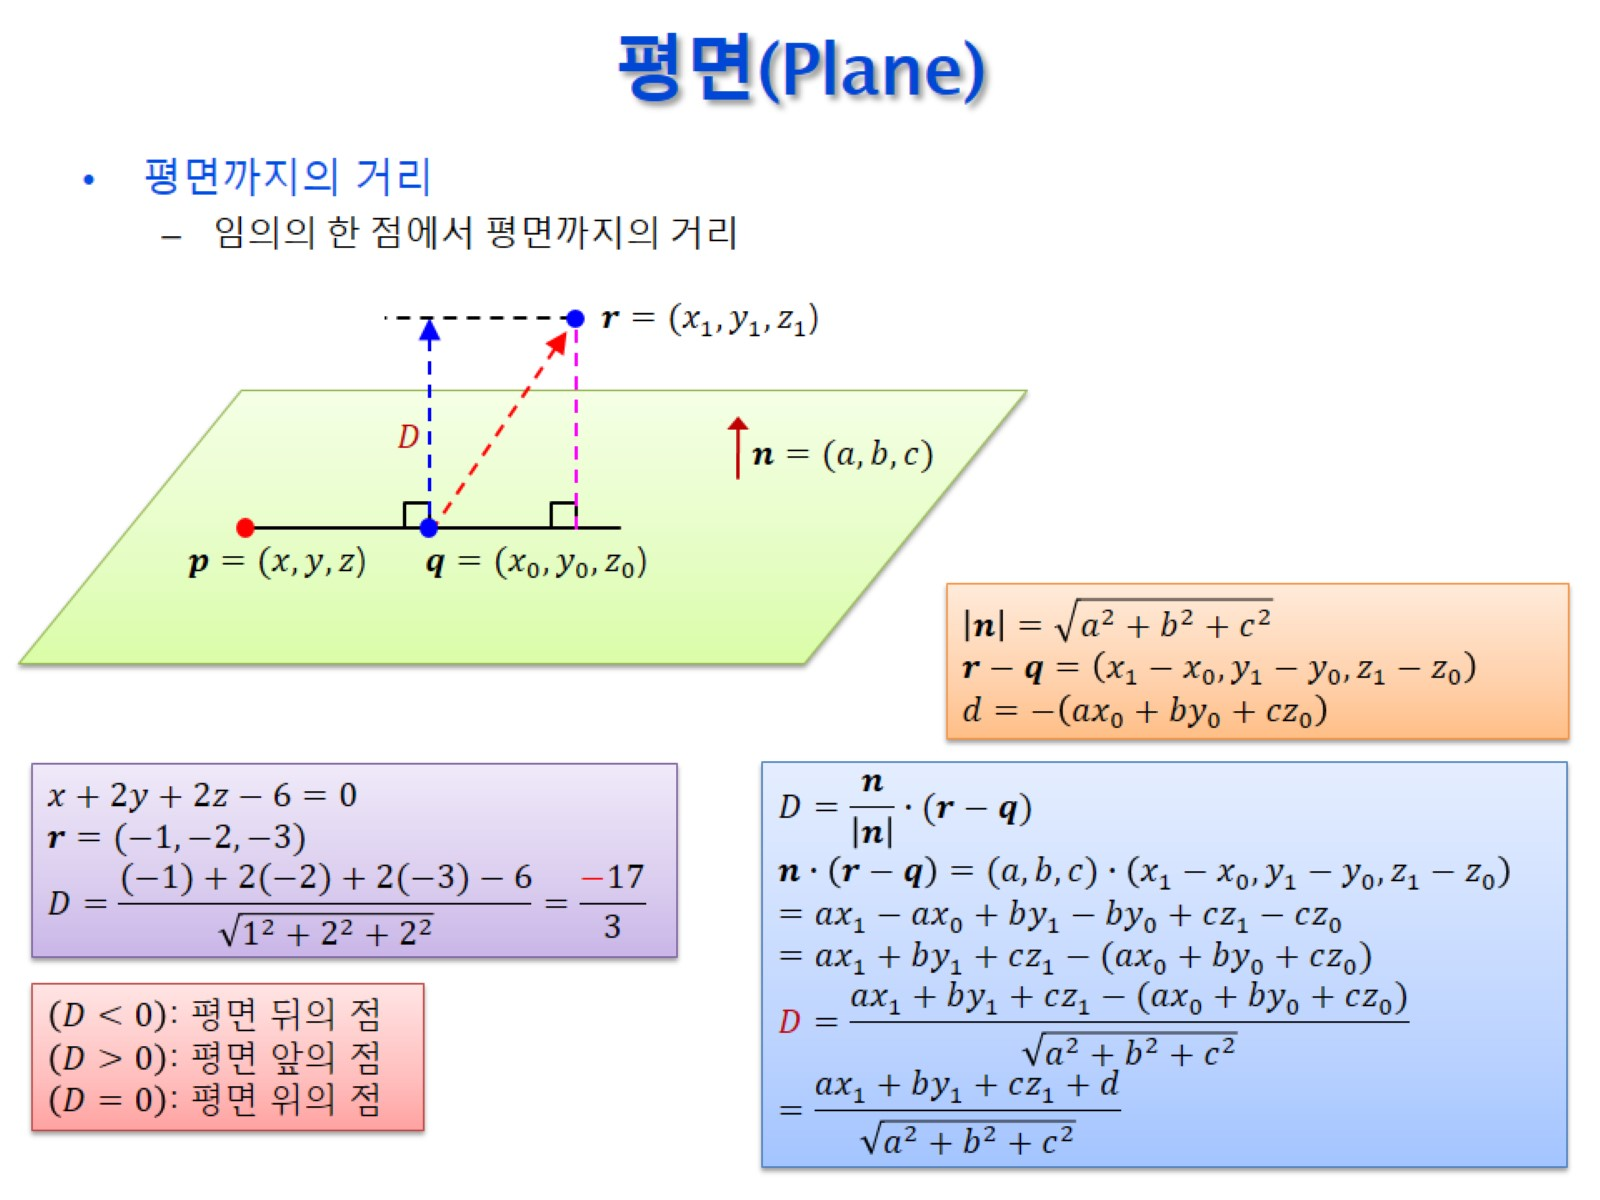 평면(Plane)
• 평면까지의 거리
– 임의의 한 점에서 평면까지의 거리
r = (x₁, y₁, z₁)
D
n = (a, b, c)
p = (x, y, z)
q = (x₀, y₀, z₀)
|n| = √(a² + b² + c²)
r − q = (x₁ − x₀, y₁ − y₀, z₁ − z₀)
d = −(ax₀ + by₀ + cz₀)
x + 2y + 2z − 6 = 0
r = (−1, −2, −3)
D = ((−1) + 2(−2) + 2(−3) − 6) / √(1² + 2² + 2²) = −17 / 3
(D < 0): 평면 뒤의 점
(D > 0): 평면 앞의 점
(D = 0): 평면 위의 점
D = n / |n| · (r − q)
n · (r − q) = (a, b, c) · (x₁ − x₀, y₁ − y₀, z₁ − z₀)
= ax₁ − ax₀ + by₁ − by₀ + cz₁ − cz₀
= ax₁ + by₁ + cz₁ − (ax₀ + by₀ + cz₀)
D = (ax₁ + by₁ + cz₁ − (ax₀ + by₀ + cz₀)) / √(a² + b² + c²)
= (ax₁ + by₁ + cz₁ + d) / √(a² + b² + c²)